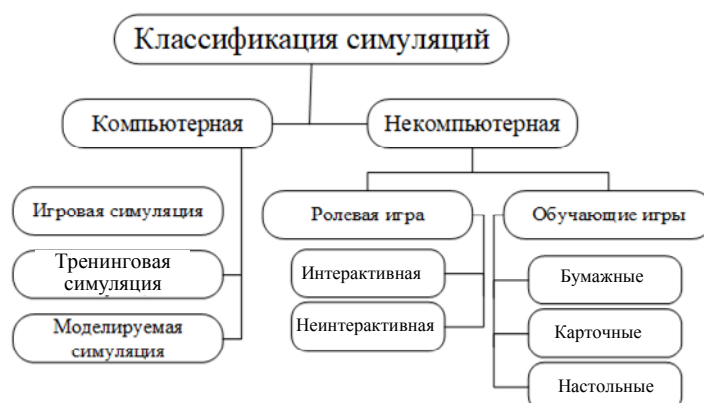 Классификация симуляций
Компьютерная
Некомпьютерная
Игровая симуляция
Тренинговая
симуляция
Моделируемая
симуляция
Ролевая игра
Интерактивная
Неинтерактивная
Обучающие игры
Бумажные
Карточные
Настольные